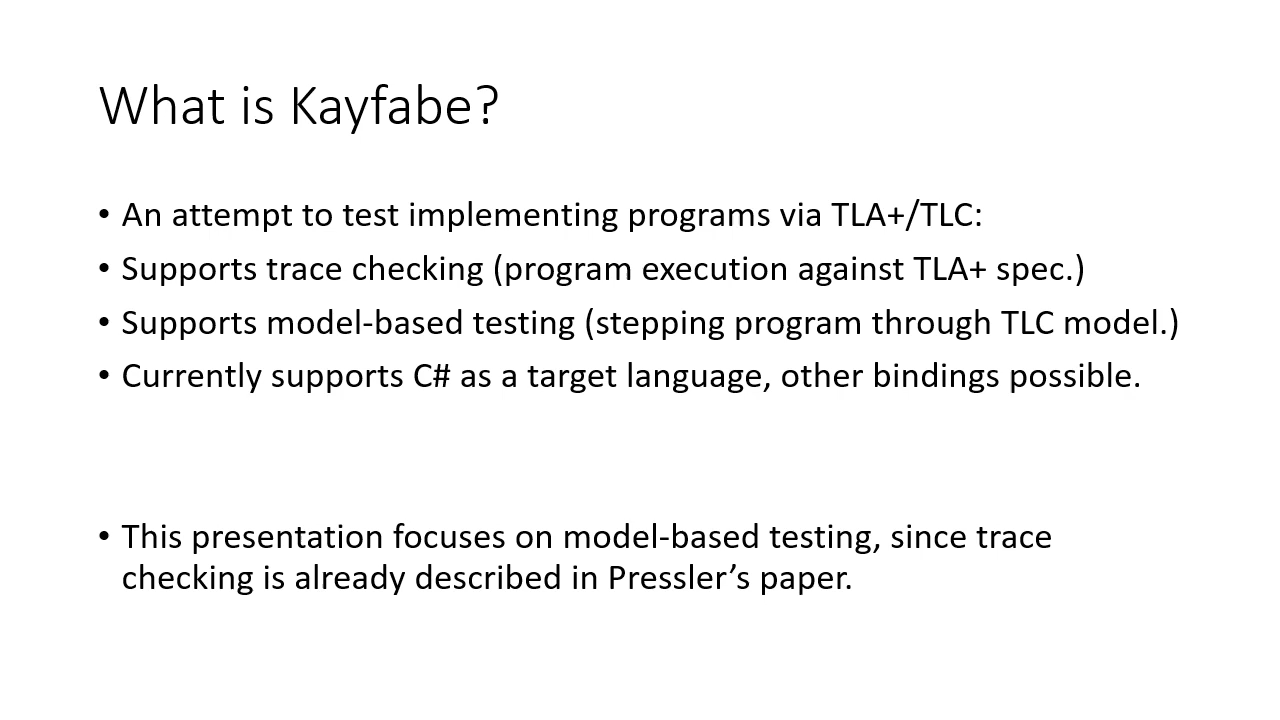 What is Kayfabe?
• An attempt to test implementing programs via TLA+/TLC:
• Supports trace checking (program execution against TLA+ spec.)
• Supports model-based testing (stepping program through TLC model.)
• Currently supports C# as a target language, other bindings possible.
• This presentation focuses on model-based testing, since trace
checking is already described in Pressler’s paper.